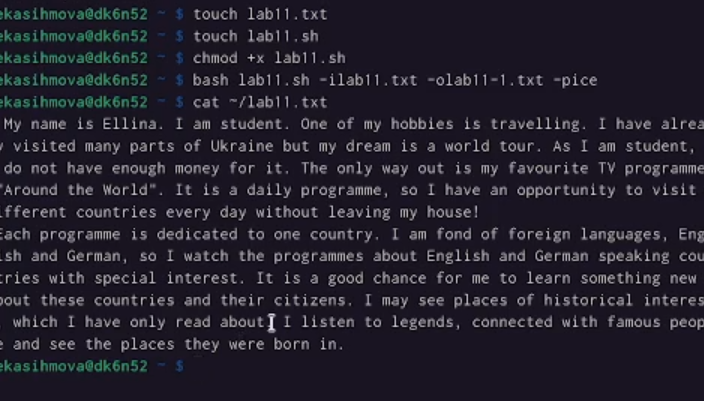 ekasihmova@dk6n52 ~ $ touch lab11.txt
ekasihmova@dk6n52 ~ $ touch lab11.sh
ekasihmova@dk6n52 ~ $ chmod +x lab11.sh
ekasihmova@dk6n52 ~ $ bash lab11.sh -ilab11.txt -olab11-1.txt -pice
ekasihmova@dk6n52 ~ $ cat ~/lab11.txt
My name is Ellina. I am student. One of my hobbies is travelling. I have alrea
y visited many parts of Ukraine but my dream is a world tour. As I am student,
do not have enough money for it. The only way out is my favourite TV programme
"Around the World". It is a daily programme, so I have an opportunity to visit
ifferent countries every day without leaving my house!
Each programme is dedicated to one country. I am fond of foreign languages, Eng
ish and German, so I watch the programmes about English and German speaking cou
tries with special interest. It is a good chance for me to learn something new
bout these countries and their citizens. I may see places of historical interes
, which I have only read about. I listen to legends, connected with famous peop
e and see the places they were born in.
ekasihmova@dk6n52 ~ $